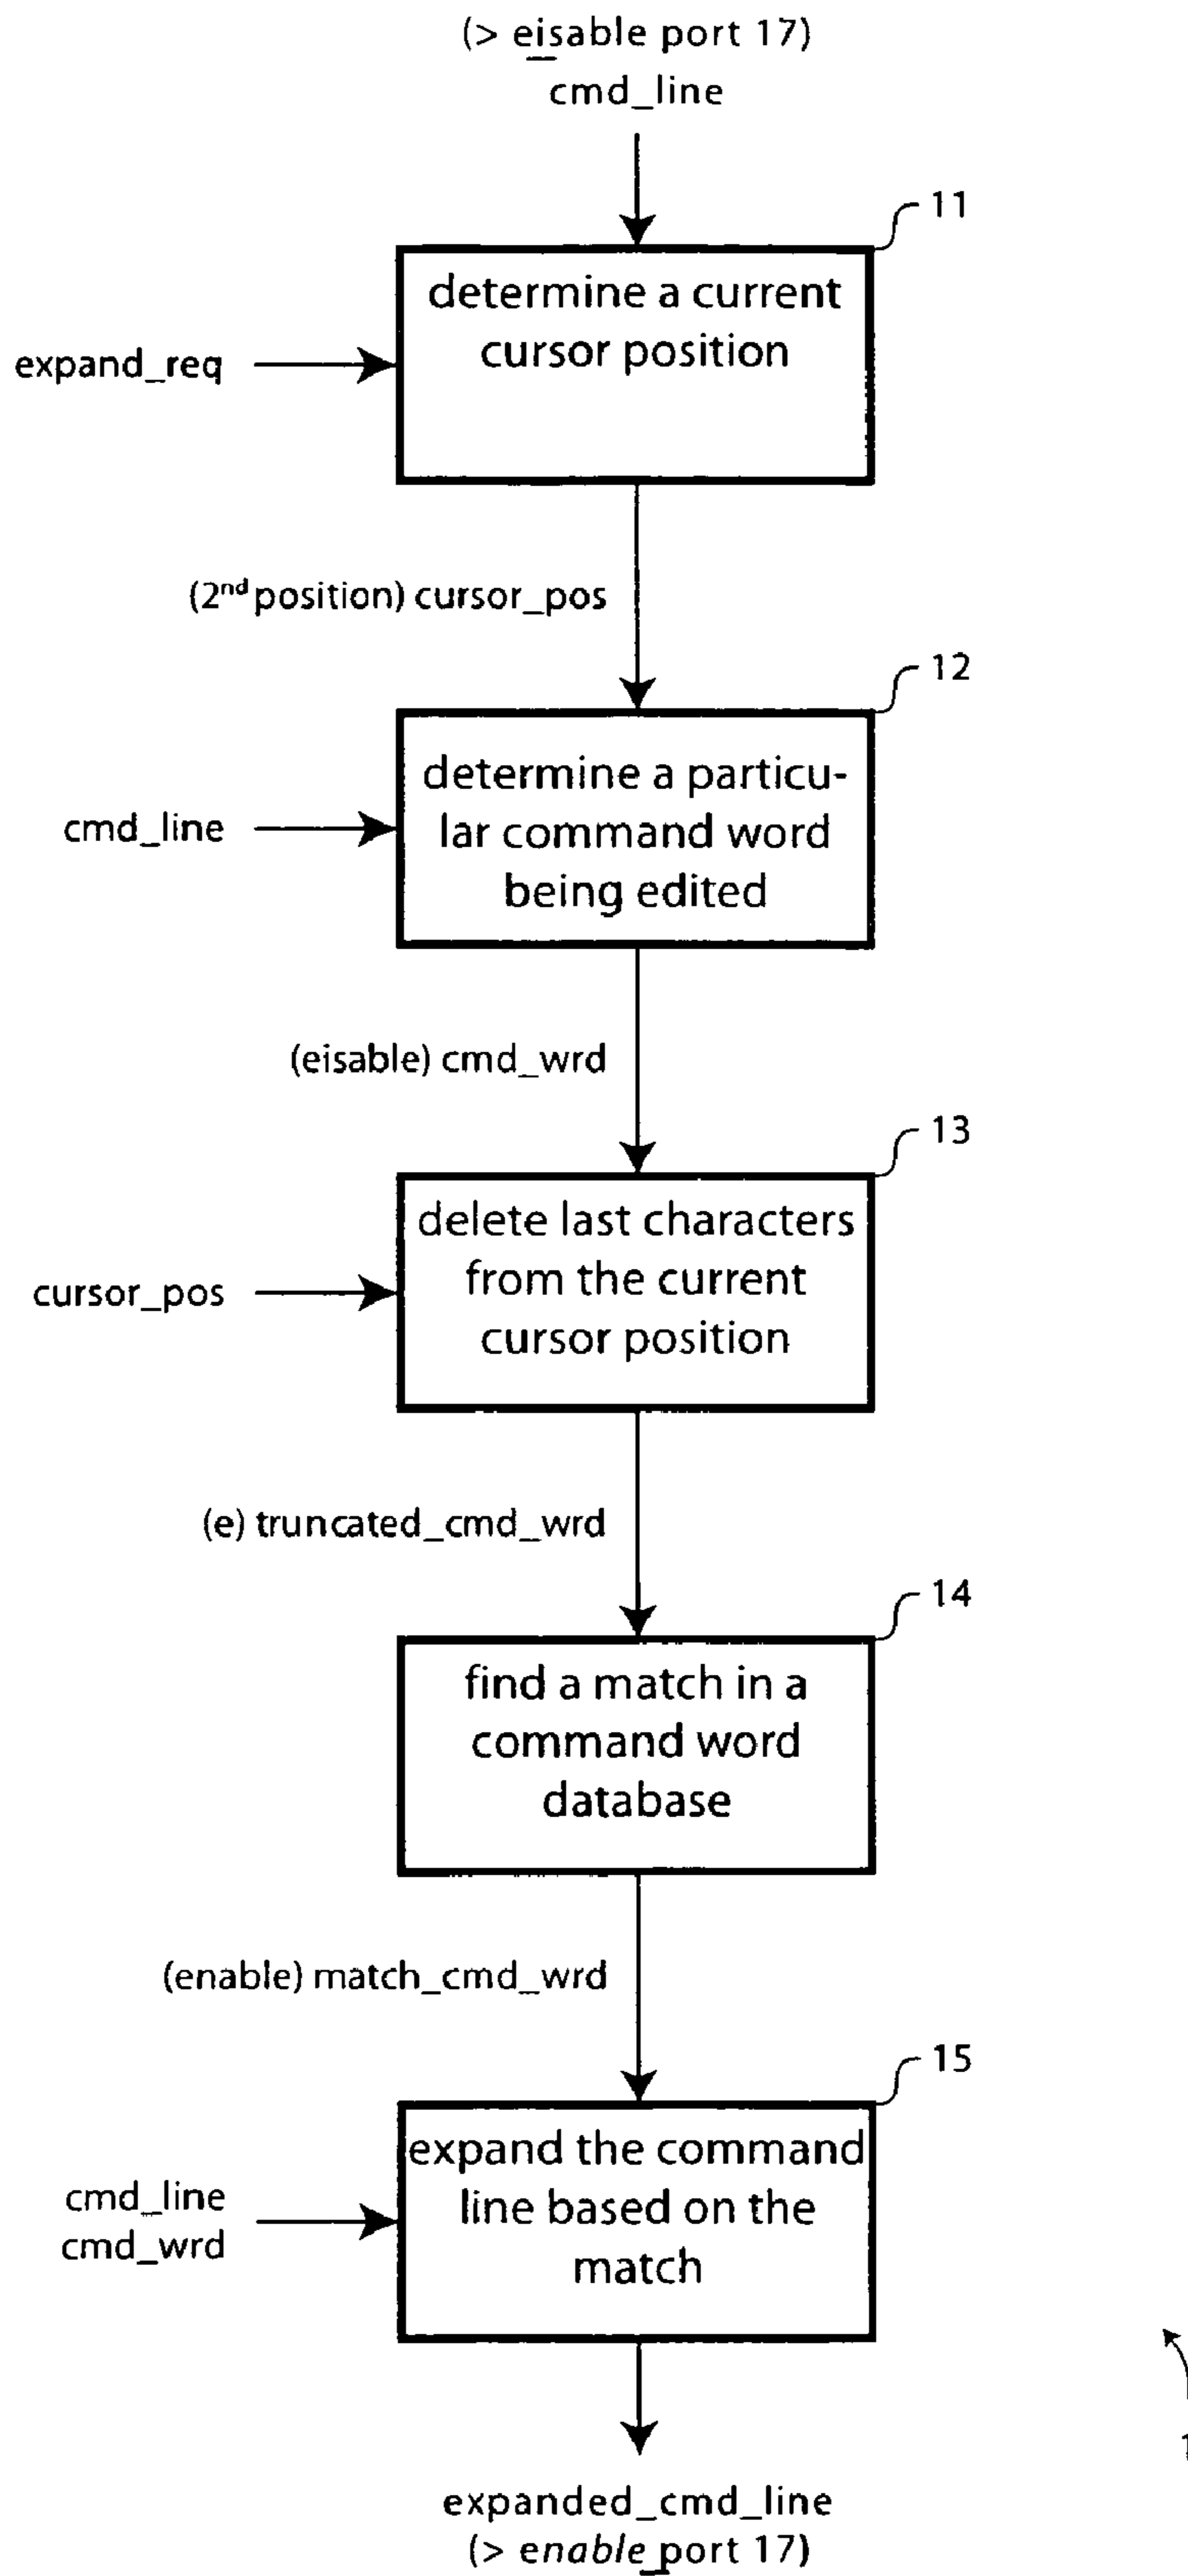 (> eisable port 17)
cmd_line
11
determine a current
cursor position
expand_req
(2nd position) cursor_pos
12
determine a particu-
lar command word
being edited
cmd_line
(eisable) cmd_wrd
13
delete last characters
from the current
cursor position
cursor_pos
(e) truncated_cmd_wrd
14
find a match in a
command word
database
(enable) match_cmd_wrd
15
expand the command
line based on the
match
cmd_line
cmd_wrd
expanded_cmd_line
(> enable port 17)